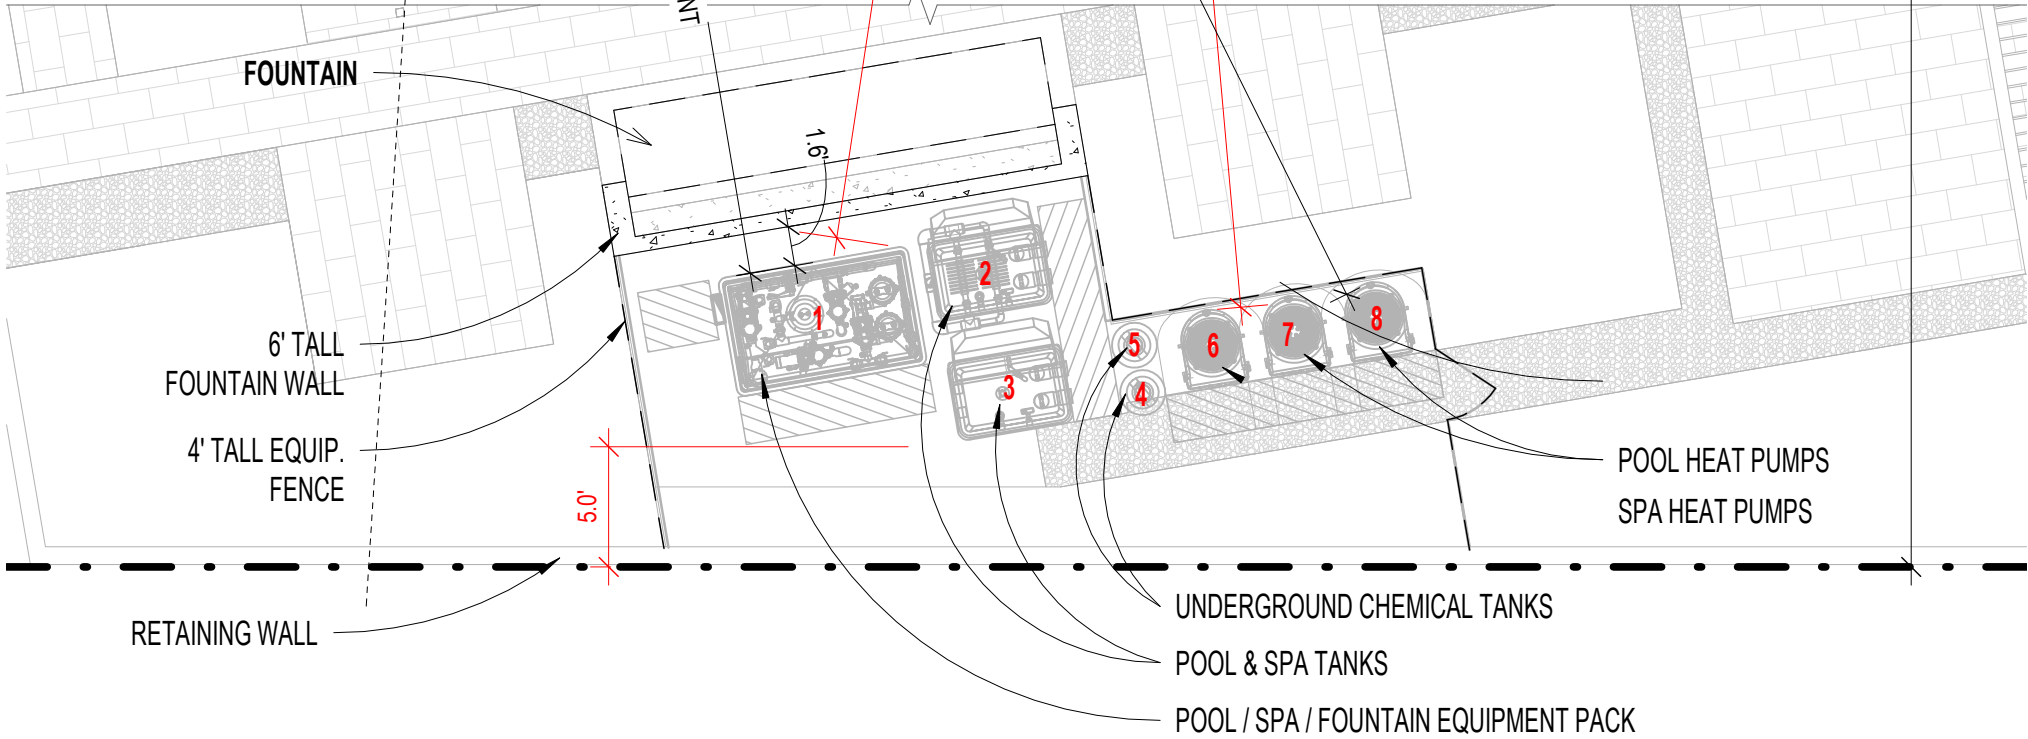 NT
FOUNTAIN
1.6'
2
1
8
5
6
7
3
4
6' TALL
FOUNTAIN WALL
4' TALL EQUIP.
FENCE
5.0'
POOL HEAT PUMPS
SPA HEAT PUMPS
RETAINING WALL
UNDERGROUND CHEMICAL TANKS
POOL & SPA TANKS
POOL / SPA / FOUNTAIN EQUIPMENT PACK